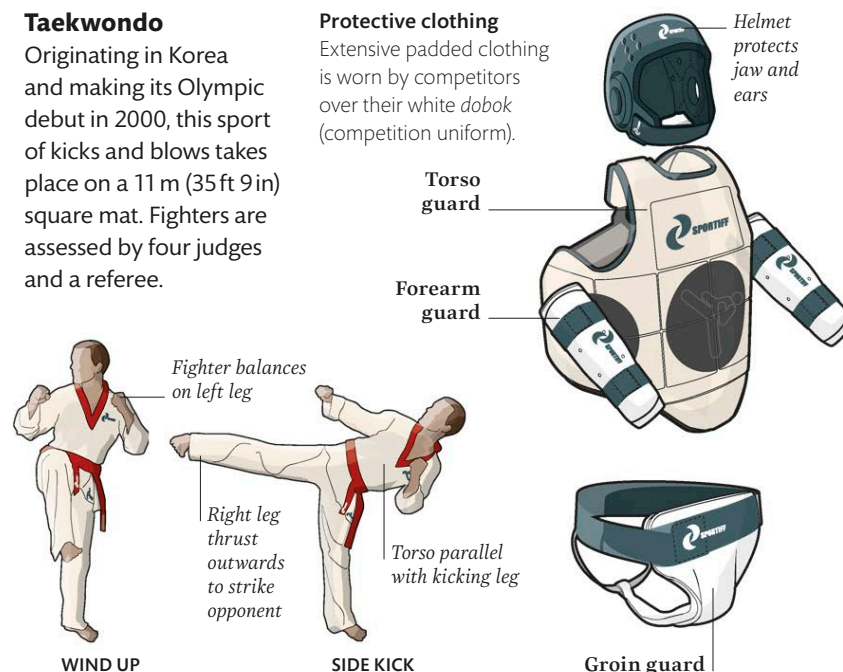 Taekwondo
Originating in Korea
and making its Olympic
debut in 2000, this sport
of kicks and blows takes
place on a 11 m (35 ft 9 in)
square mat. Fighters are
assessed by four judges
and a referee.
Protective clothing
Extensive padded clothing
is worn by competitors
over their white dobok
(competition uniform).
Helmet
protects
jaw and
ears
Torso
guard
SPORTIFF
SPORTIFF
Forearm
guard
SPORTIFF
Fighter balances
on left leg
Right leg
thrust
outwards
to strike
opponent
Torso parallel
with kicking leg
SPORTIFF
WIND UP
SIDE KICK
Groin guard